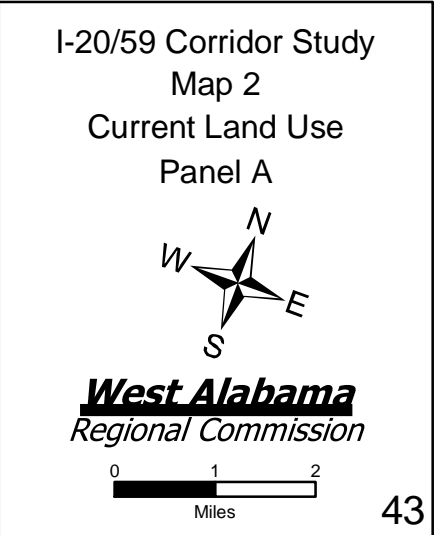 I-20/59 Corridor Study
Map 2
Current Land Use
Panel A
N
W
E
S
West Alabama
Regional Commission
0 1 2
Miles
43